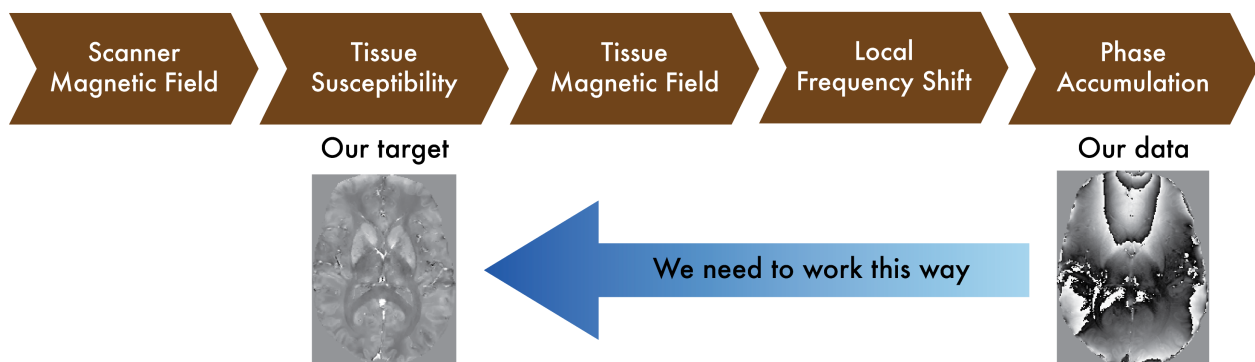 Scanner
Magnetic Field
Tissue
Susceptibility
Tissue
Magnetic Field
Local
Frequency Shift
Phase
Accumulation
Our target
Our data
We need to work this way